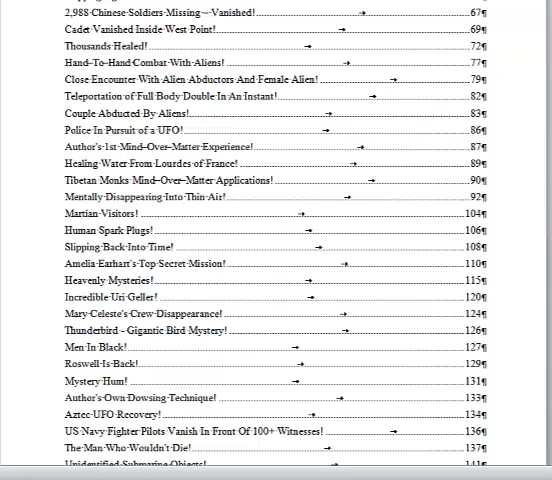 2,988 Chinese Soldiers Missing – Vanished! 67¶
Cadet Vanished Inside West Point! 69¶
Thousands Healed! 72¶
Hand–To–Hand Combat With Aliens! 77¶
Close Encounter With Alien Abductors And Female Alien! 79¶
Teleportation of Full Body Double In An Instant! 82¶
Couple Abducted By Aliens! 83¶
Police In Pursuit of a UFO! 86¶
Author's 1st Mind–Over–Matter Experience! 87¶
Healing Water From Lourdes of France! 89¶
Tibetan Monks Mind–Over–Matter Applications! 90¶
Mentally Disappearing Into Thin Air! 92¶
Martian Visitors! 104¶
Human Spark Plugs! 106¶
Slipping Back Into Time! 108¶
Amelia Earhart's Top Secret Mission! 110¶
Heavenly Mysteries! 115¶
Incredible Uri Geller! 120¶
Mary Celeste's Crew Disappearance! 124¶
Thunderbird - Gigantic Bird Mystery! 126¶
Men In Black! 127¶
Roswell Is Back! 129¶
Mystery Hum! 131¶
Author's Own Dowsing Technique! 133¶
Aztec UFO Recovery! 134¶
US Navy Fighter Pilots Vanish In Front Of 100+ Witnesses! 136¶
The Man Who Wouldn't Die! 137¶
Unidentified Submarine Objects! 141¶